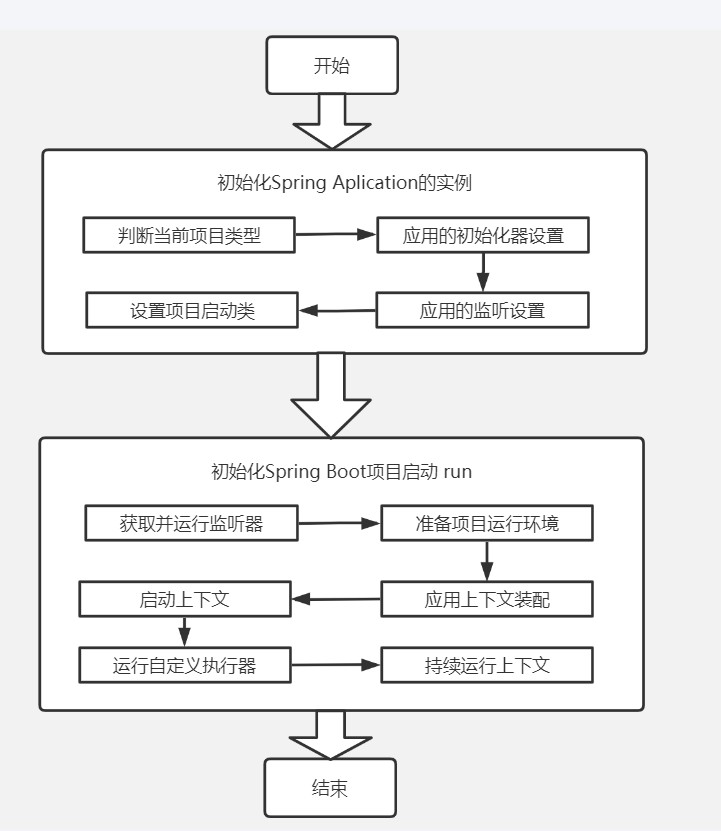 开始
初始化Spring Aplication的实例
判断当前项目类型
应用的初始化器设置
设置项目启动类
应用的监听设置
初始化Spring Boot项目启动 run
获取并运行监听器
准备项目运行环境
启动上下文
应用上下文装配
运行自定义执行器
持续运行上下文
结束